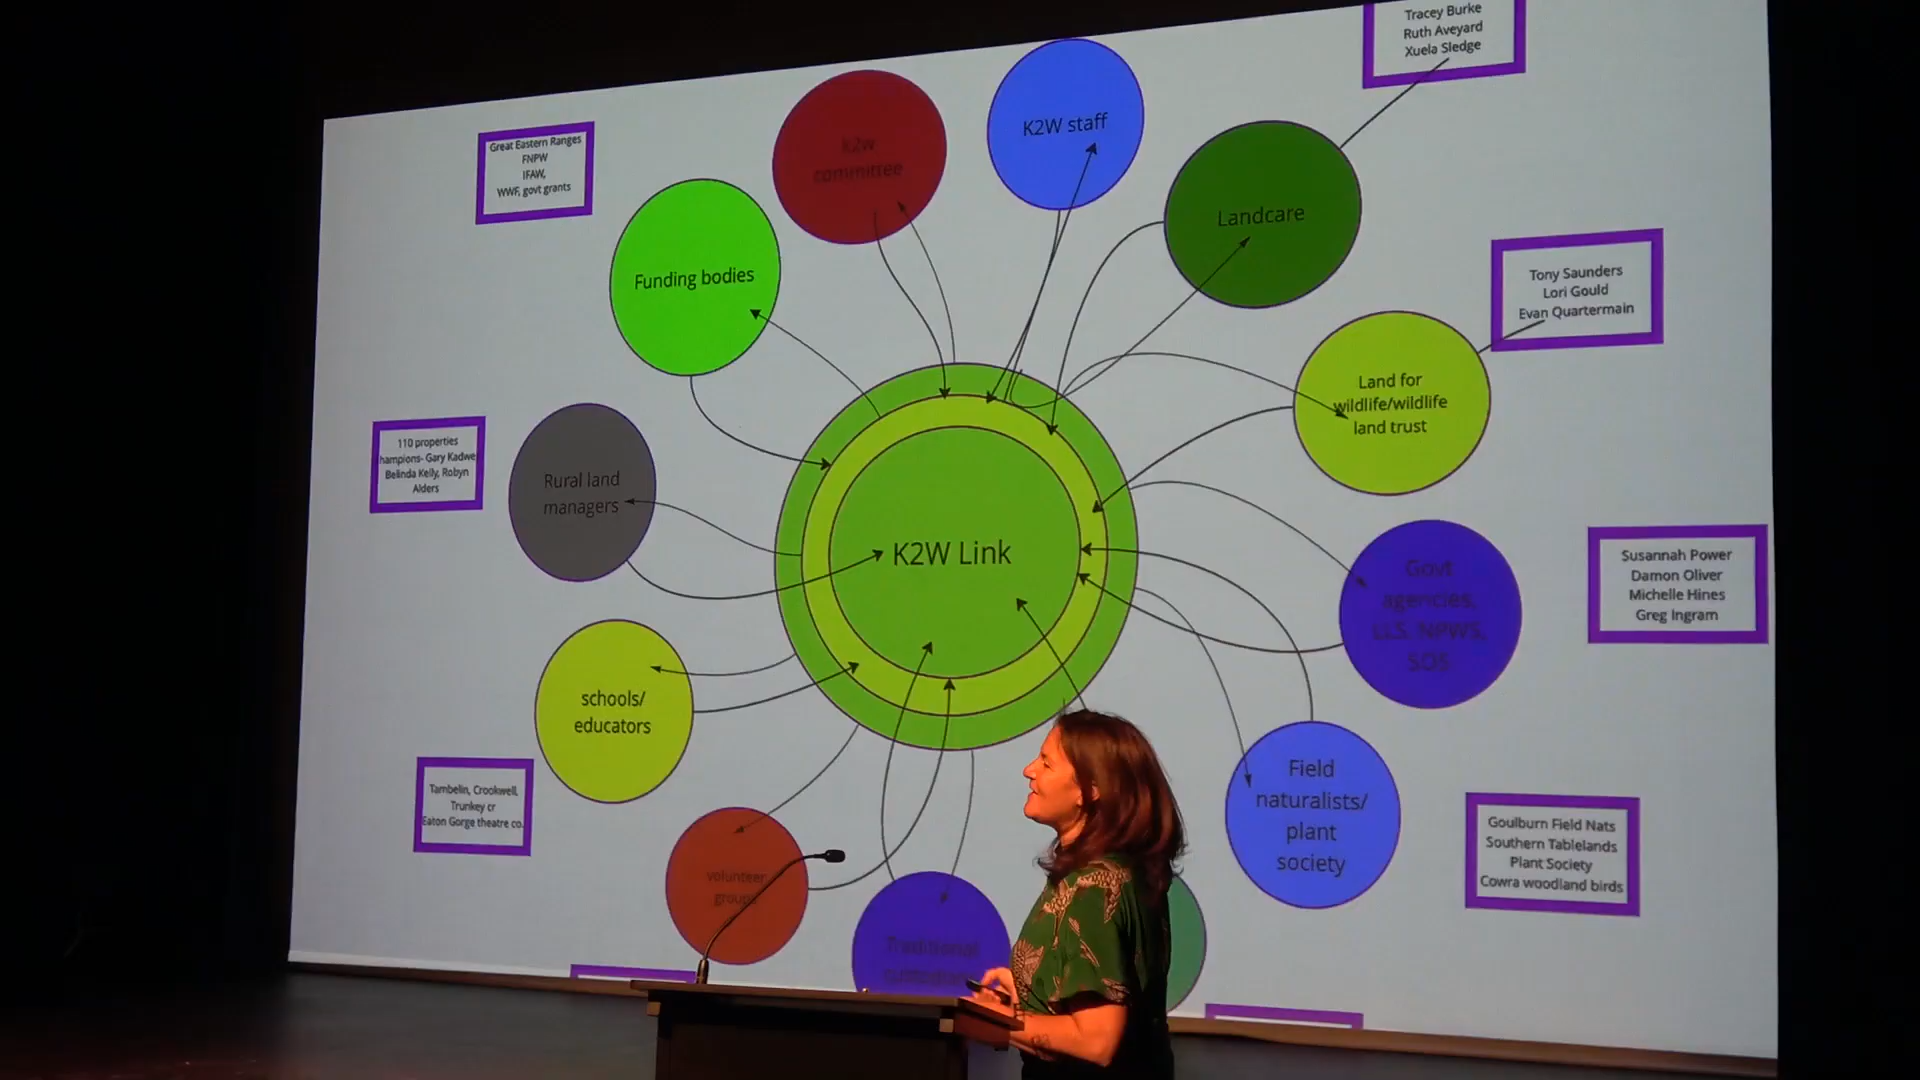 Tracey Burke
Ruth Aveyard
Xuela Sledge
K2W staff
Great Eastern Ranges
FNPW
IFAW,
WWF, govt grants
K2w
committee
Landcare
Funding bodies
Tony Saunders
Lori Gould
Evan Quartermain
Land for
wildlife/wildlife
land trust
110 properties
hampions- Gary Kadwe
Belinda Kelly, Robyn
Alders
Rural land
managers
K2W Link
Susannah Power
Damon Oliver
Michelle Hines
Greg Ingram
Govt
agencies,
LLS, NPWS,
SOS
schools/
educators
Tambelin, Crookwell,
Trunkey cr
Eaton Gorge theatre co.
Field
naturalists/
plant
society
Goulburn Field Nats
Southern Tablelands
Plant Society
Cowra woodland birds
volunteer
groups
Traditional